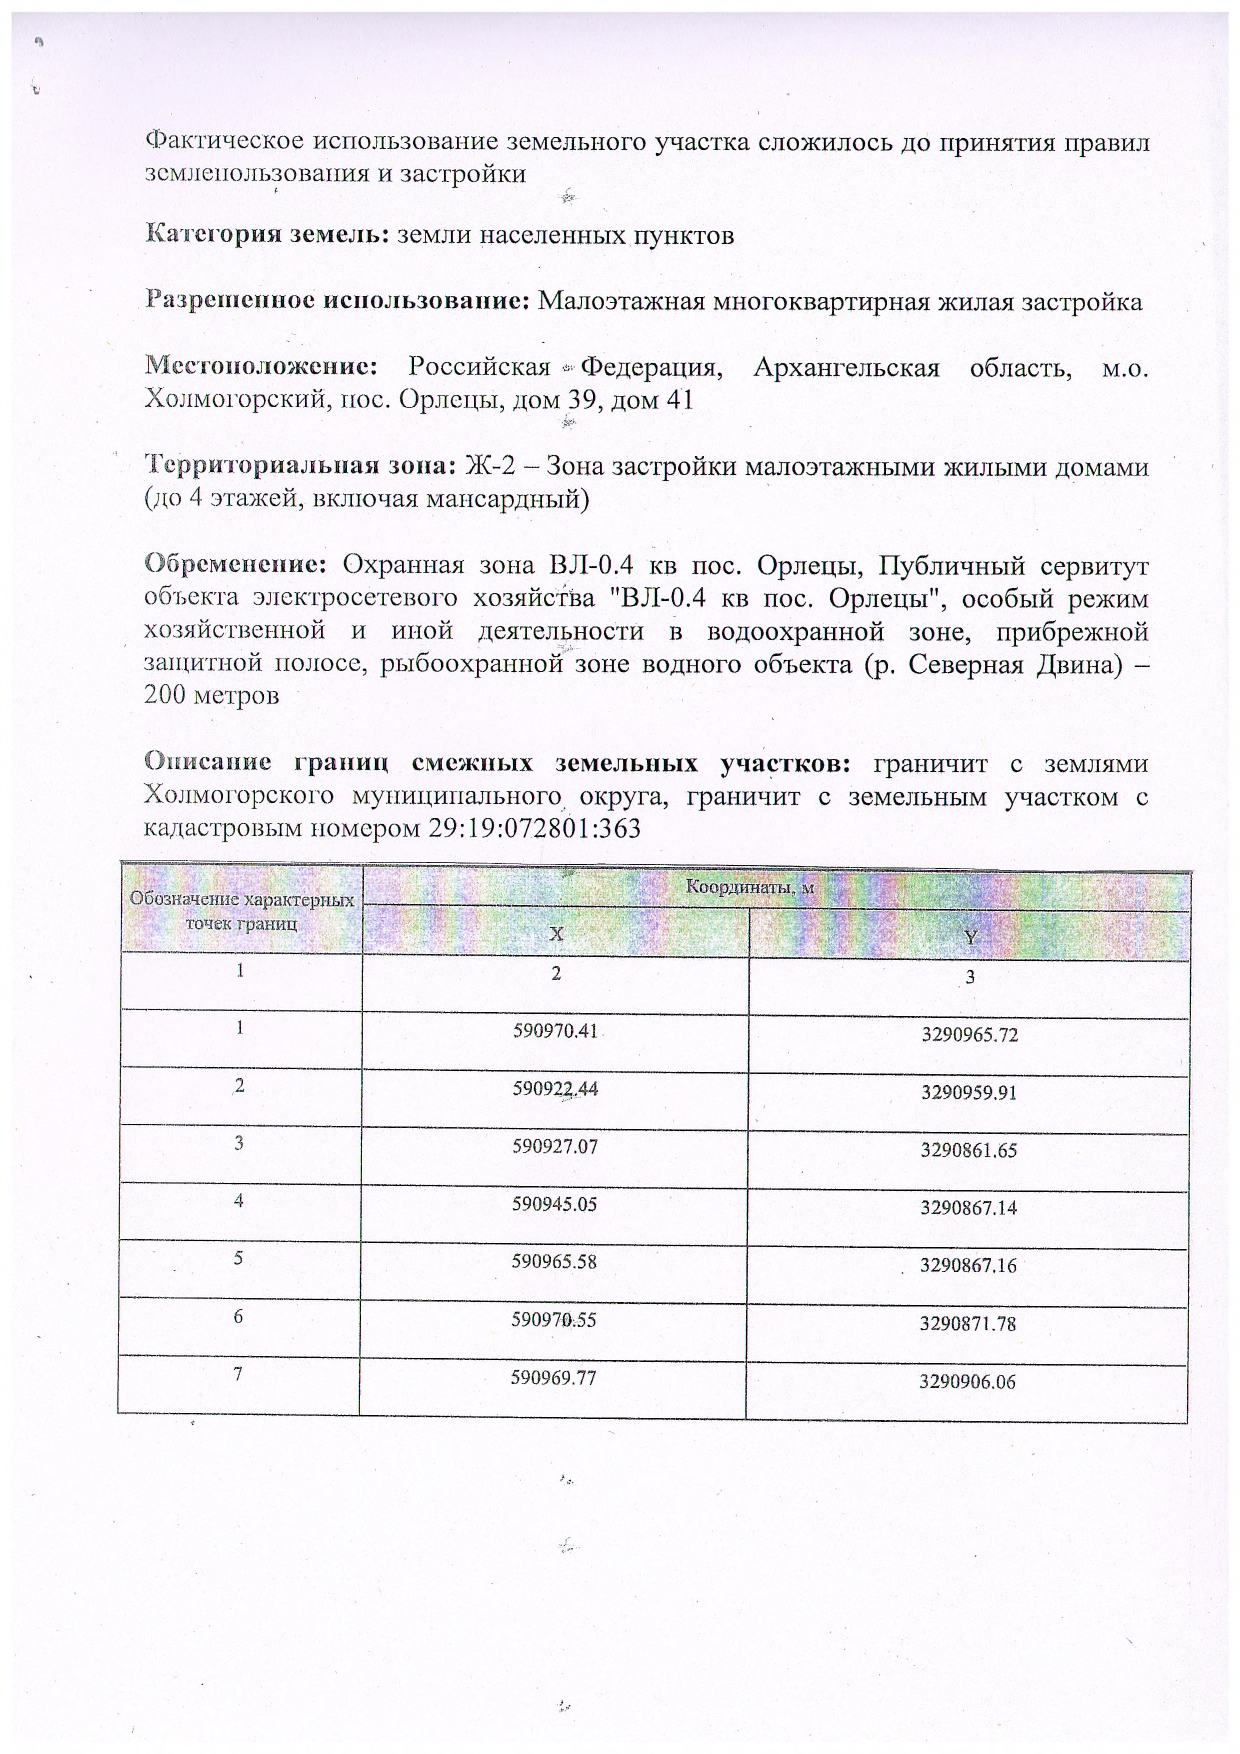 Фактическое использование земельного участка сложилось до принятия правил
землепользования и застройки
Категория земель: земли населенных пунктов
Разрешенное использование: Малоэтажная многоквартирная жилая застройка
Местоположение: Российская Федерация, Архангельская область, м.о.
Холмогорский, пос. Орлецы, дом 39, дом 41
Территориальная зона: Ж-2 – Зона застройки малоэтажными жилыми домами
(до 4 этажей, включая мансардный)
Обременение: Охранная зона ВЛ-0.4 кв пос. Орлецы, Публичный сервитут
объекта электросетевого хозяйства "ВЛ-0.4 кв пос. Орлецы", особый режим
хозяйственной и иной деятельности в водоохранной зоне, прибрежной
защитной полосе, рыбоохранной зоне водного объекта (р. Северная Двина) –
200 метров
Описание границ смежных земельных участков: граничит с землями
Холмогорского муниципального округа, граничит с земельным участком с
кадастровым номером 29:19:072801:363
Обозначение характерных
точек границ
Координаты, м
X Y
1 2 3
1 590970.41 3290965.72
2 590922.44 3290959.91
3 590927.07 3290861.65
4 590945.05 3290867.14
5 590965.58 3290867.16
6 590970.55 3290871.78
7 590969.77 3290906.06